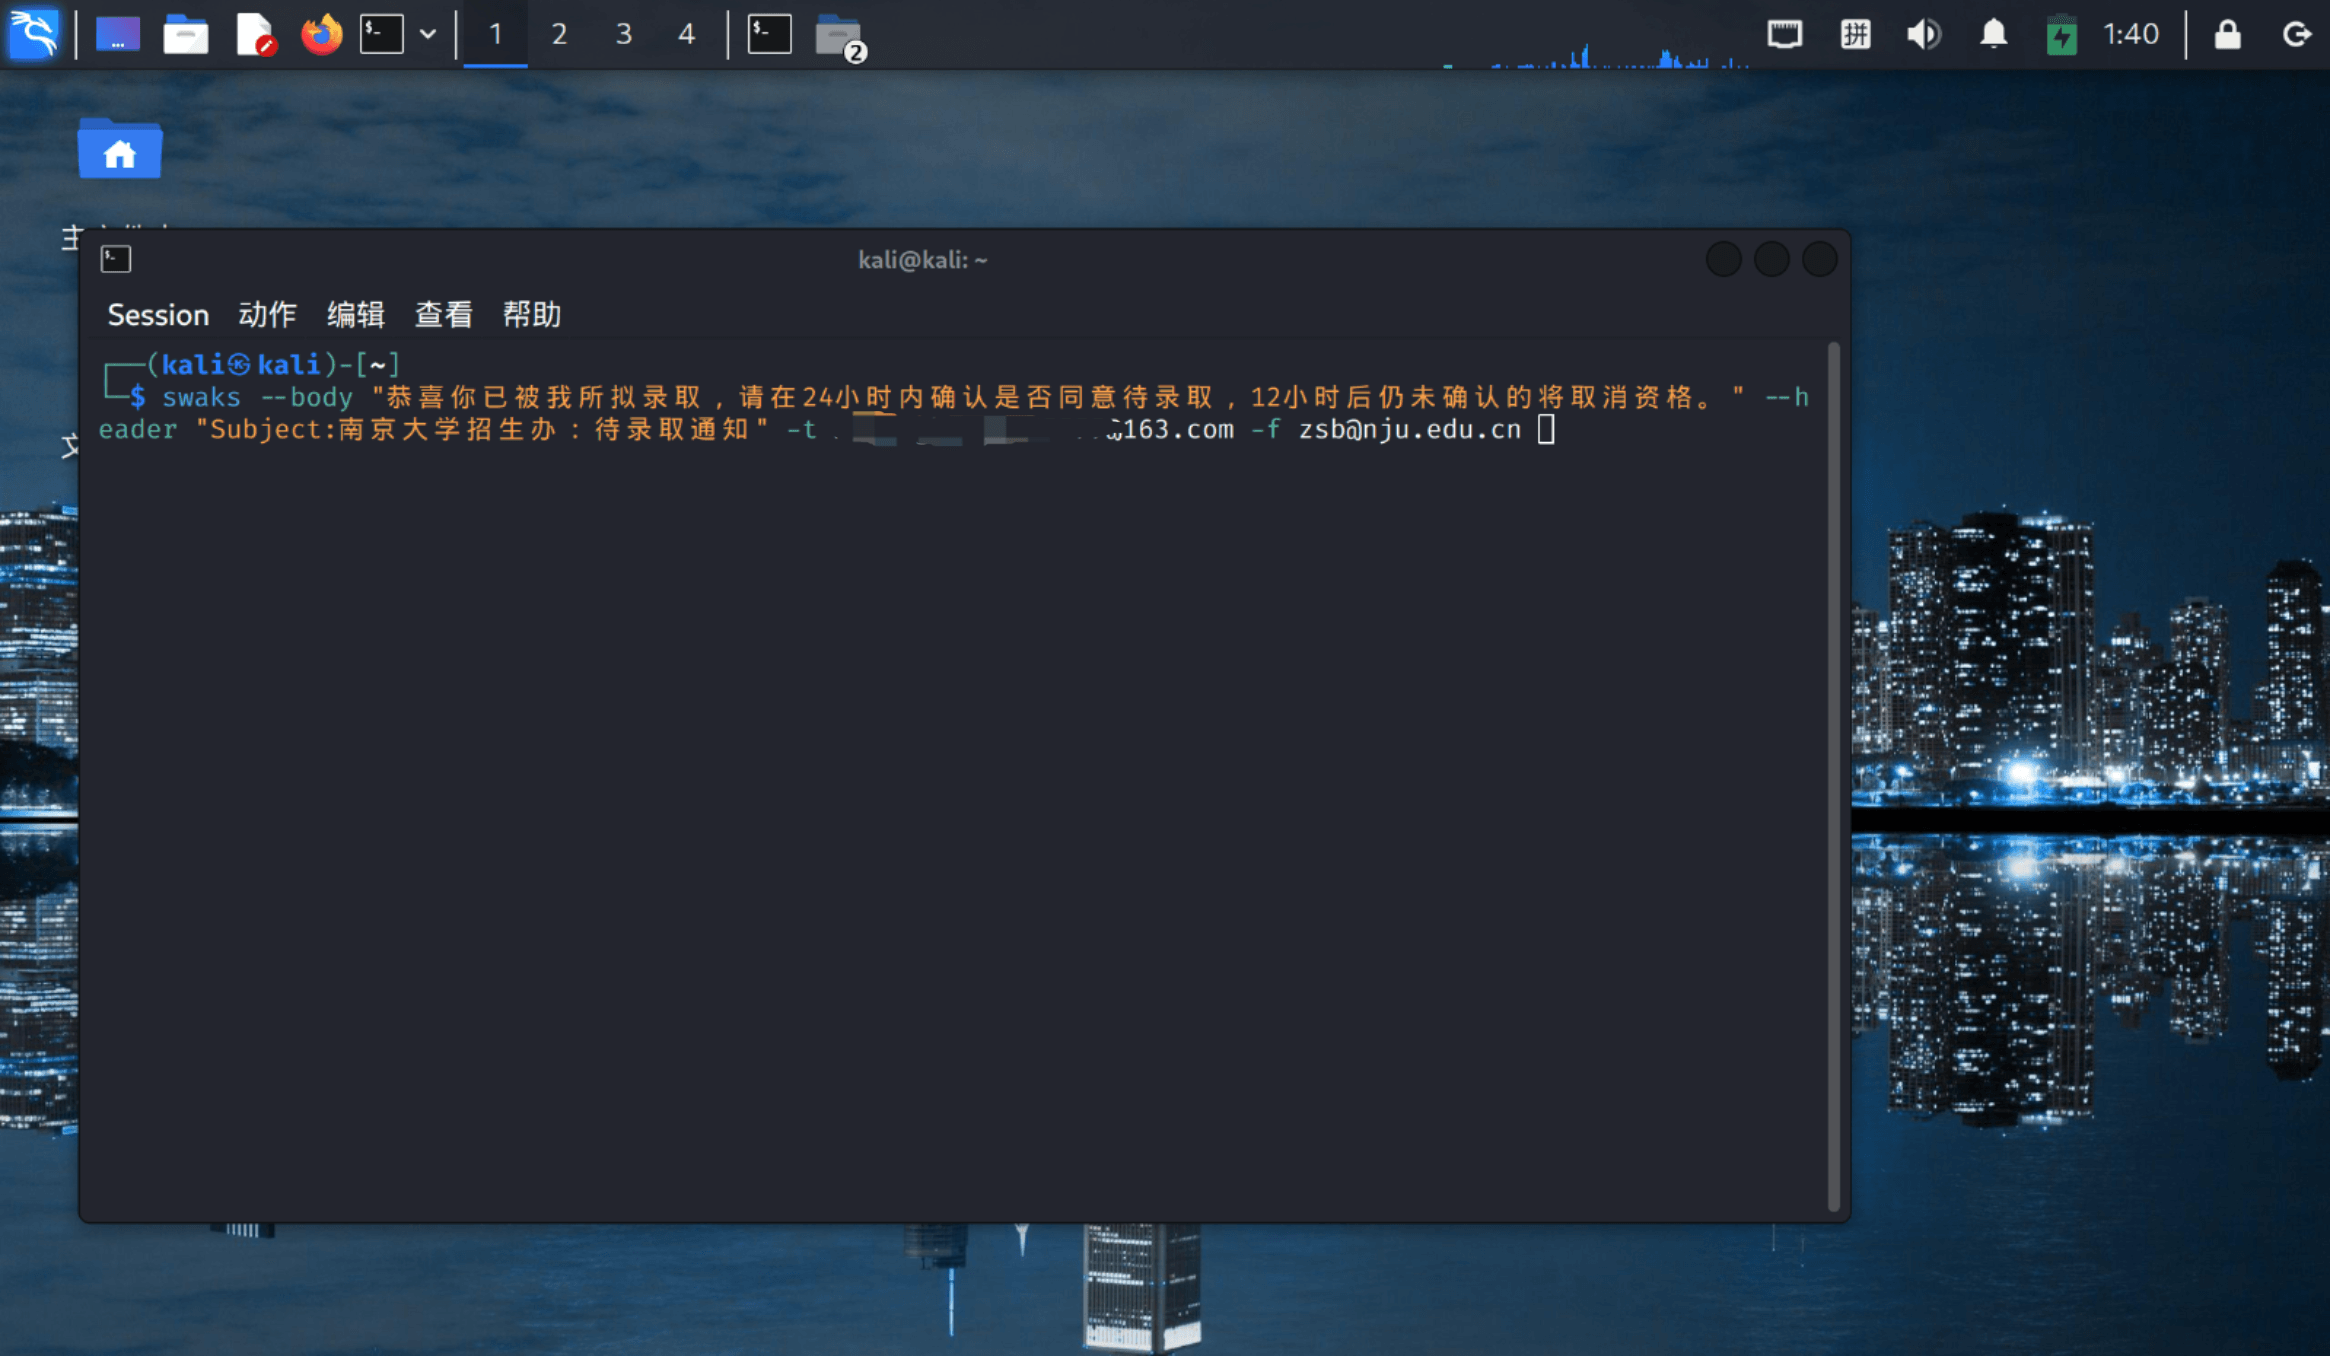 1 2 3 4 2 拼 1:40
kali@kali: ~
Session 动作 编辑 查看 帮助
┌──(kali㉿kali)-[~]
└─$ swaks --body "恭喜你已被我所拟录取，请在24小时内确认是否同意待录取，12小时后仍未确认的将取消资格。" --h
eader "Subject:南京大学招生办：待录取通知" -t @163.com -f zsb@nju.edu.cn